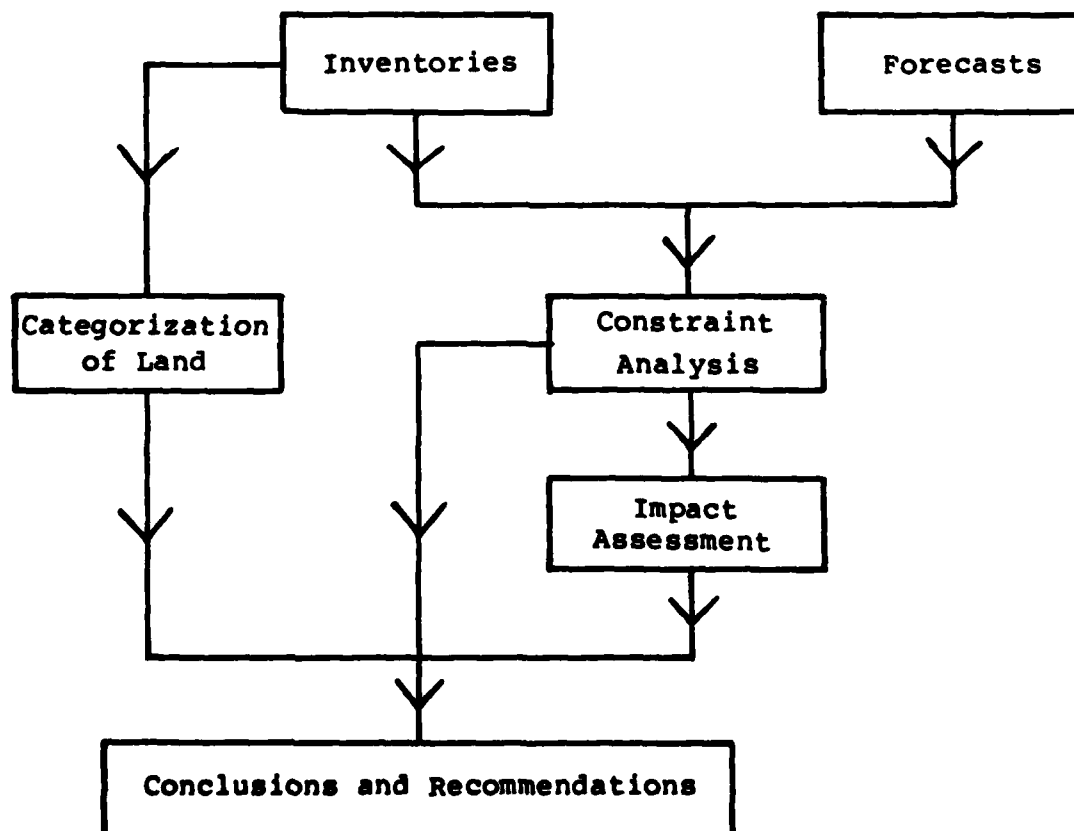 Inventories
Forecasts
Categorization
of Land
Constraint
Analysis
Impact
Assessment
Conclusions and Recommendations